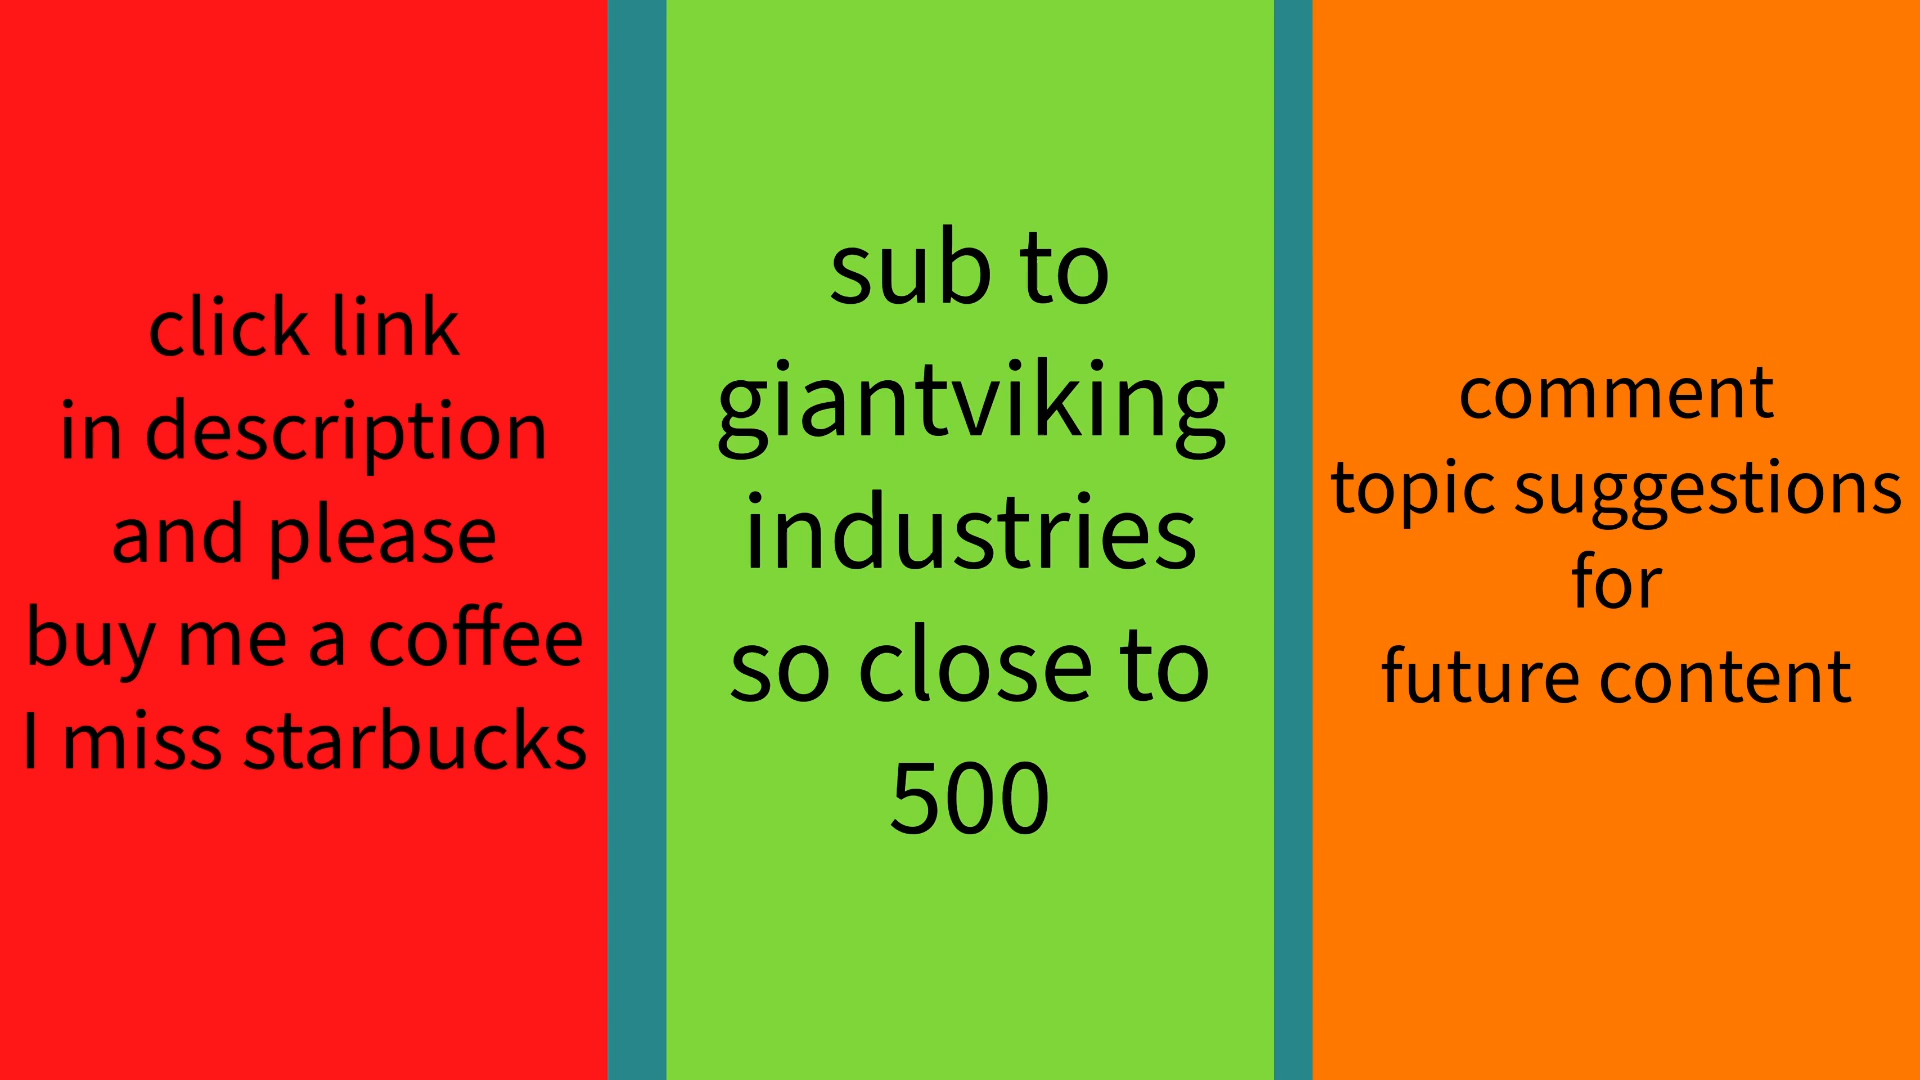 click link
in description
and please
buy me a coffee
I miss starbucks
sub to
giantviking
industries
so close to
500
comment
topic suggestions
for
future content